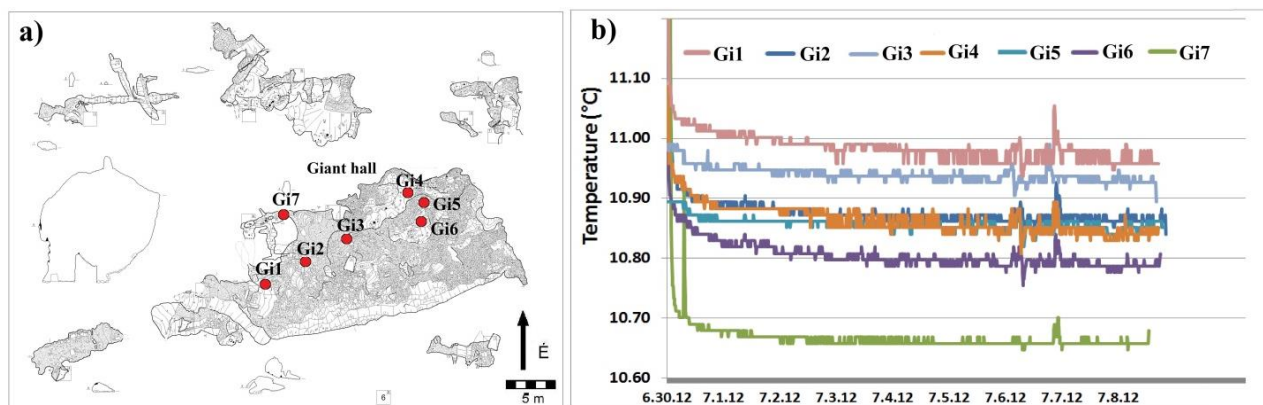 a)
Giant hall
Gi4
Gi7
Gi5
Gi3
Gi6
Gi2
Gi1
É
5 m
6
b)
Gi1 Gi2 Gi3 Gi4 Gi5 Gi6 Gi7
Temperature (°C)
11.10
11.00
10.90
10.80
10.70
10.60
6.30.12 7.1.12 7.2.12 7.3.12 7.4.12 7.5.12 7.6.12 7.7.12 7.8.12